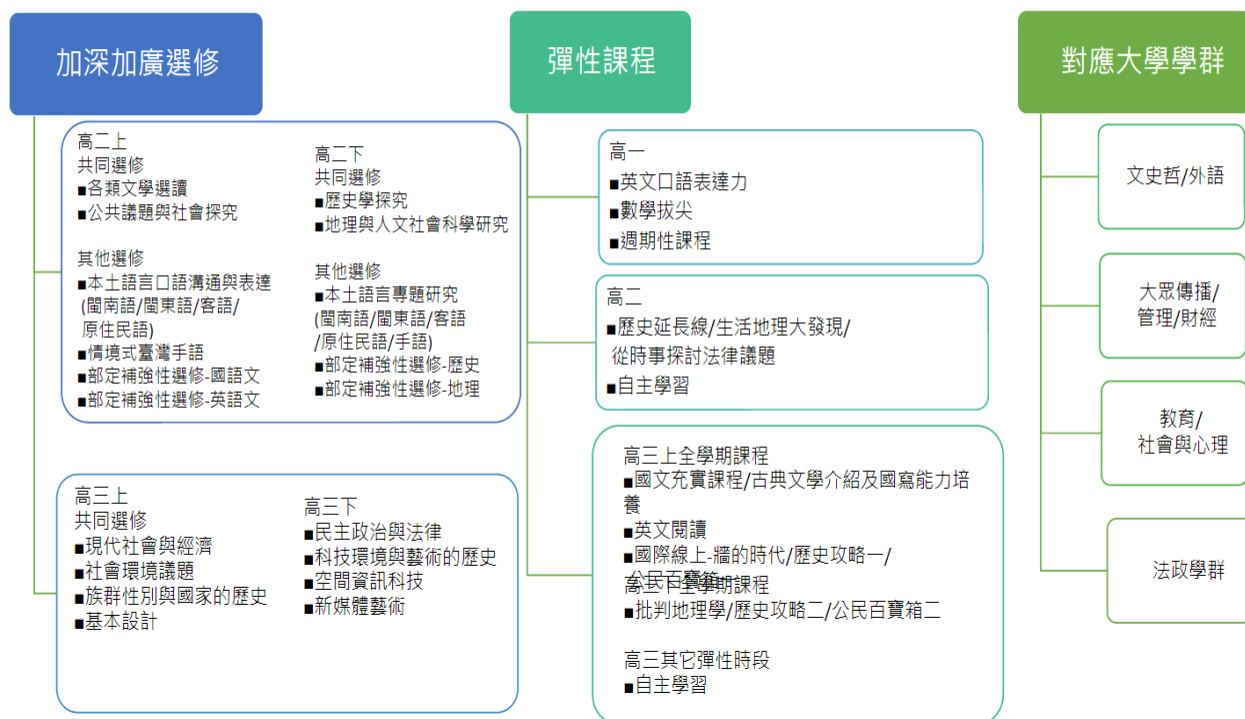 加深加廣選修
高二上
共同選修
■各類文學選讀
■公共議題與社會探究
其他選修
■本土語言口語溝通與表達
(閩南語/閩東語/客語/
原住民語)
■情境式臺灣手語
■部定補強性選修-國語文
■部定補強性選修-英語文
高二下
共同選修
■歷史學探究
■地理與人文社會科學研究
其他選修
■本土語言專題研究
(閩南語/閩東語/客語
/原住民語/手語)
■部定補強性選修-歷史
■部定補強性選修-地理
高三上
共同選修
■現代社會與經濟
■社會環境議題
■族群性別與國家的歷史
■基本設計
高三下
■民主政治與法律
■科技環境與藝術的歷史
■空間資訊科技
■新媒體藝術
彈性課程
高一
■英文口語表達力
■數學拔尖
■週期性課程
高二
■歷史延長線/生活地理大發現/
從時事探討法律議題
■自主學習
高三上全學期課程
■國文充實課程/古典文學介紹及國寫能力培
養
■英文閱讀
■國際線上-牆的時代/歷史攻略一/
公民百寶箱一
高三下全學期課程
■批判地理學/歷史攻略二/公民百寶箱二
高三其它彈性時段
■自主學習
對應大學學群
文史哲/外語
大眾傳播/
管理/財經
教育/
社會與心理
法政學群